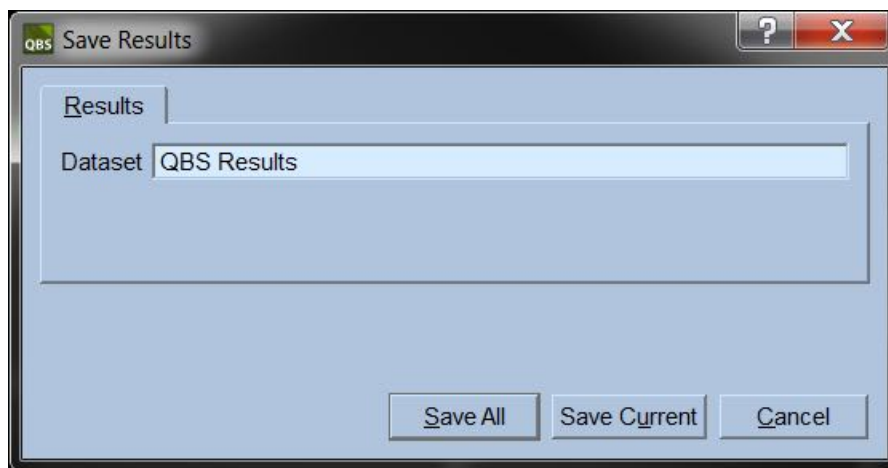 QBS Save Results ?
Results
Dataset QBS Results
Save All Save Current Cancel